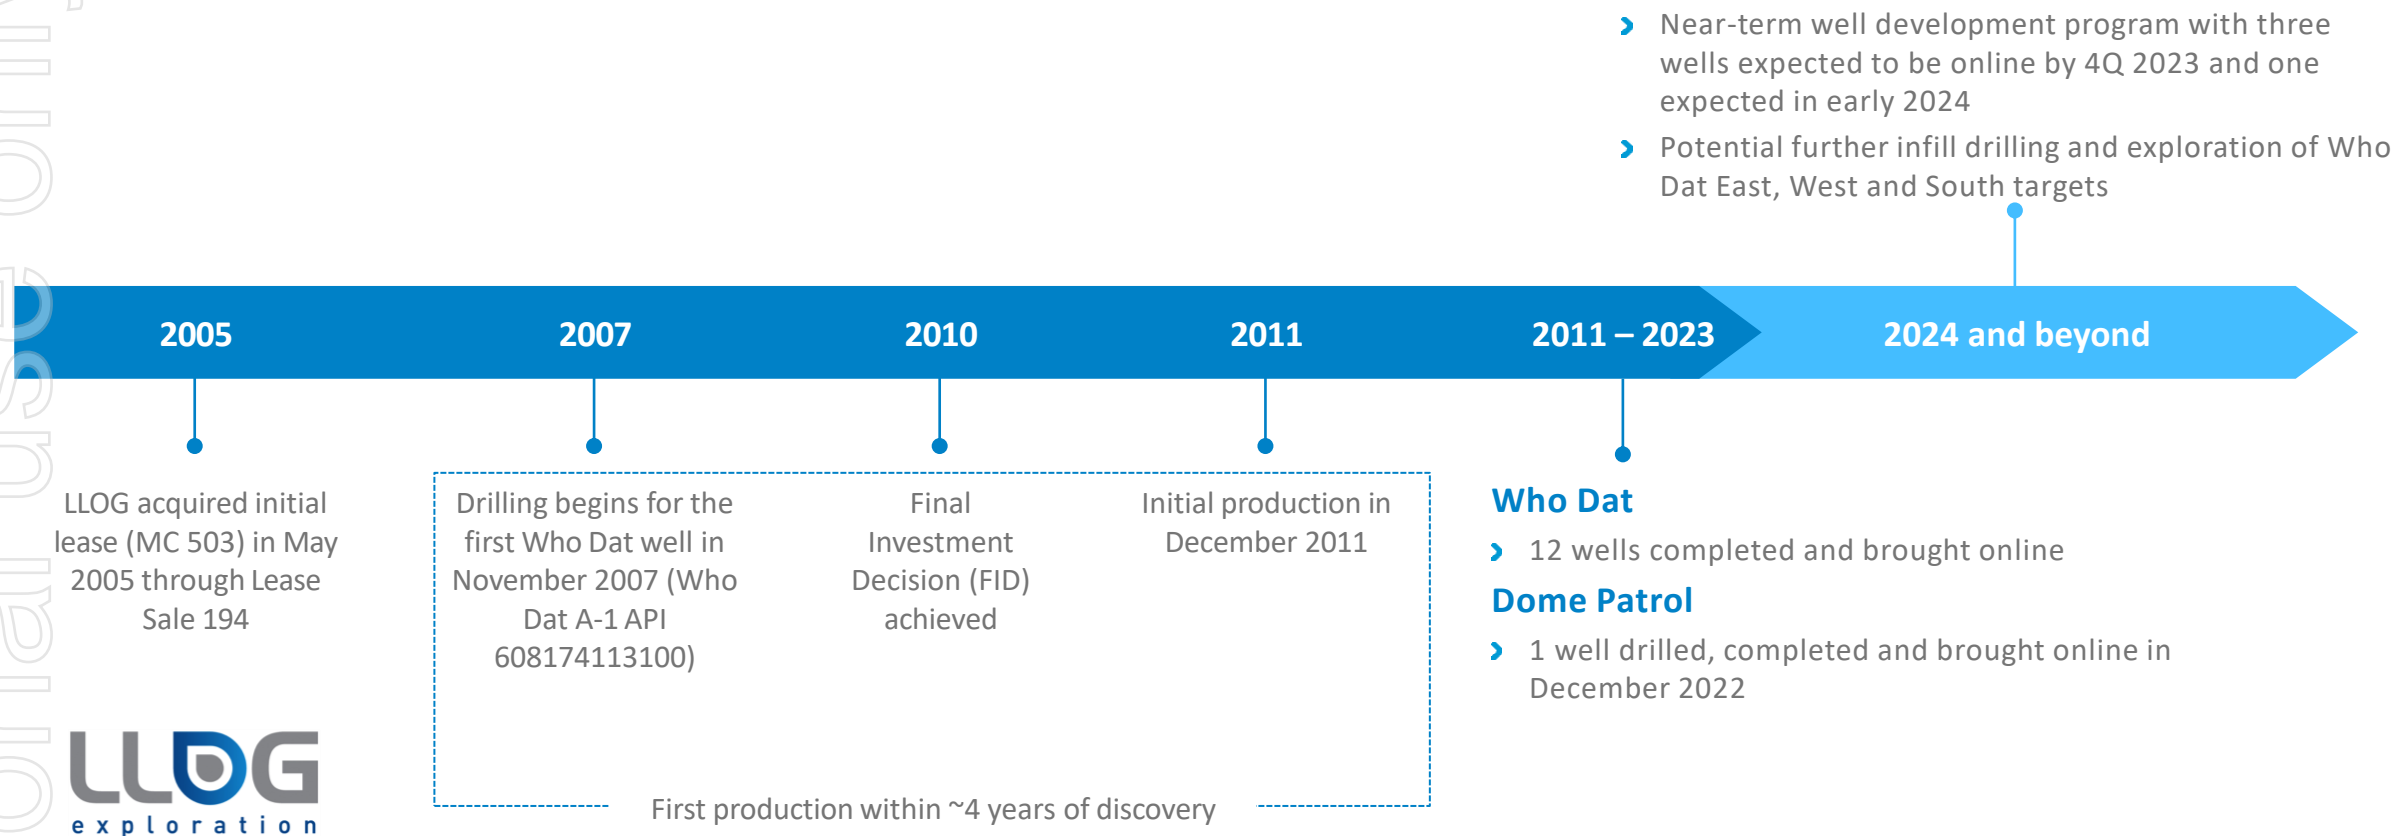 Near-term well development program with three
wells expected to be online by 4Q 2023 and one
expected in early 2024
Potential further infill drilling and exploration of Who
Dat East, West and South targets
2005
2007
2010
2011
2011 – 2023
2024 and beyond
LLOG acquired initial
lease (MC 503) in May
2005 through Lease
Sale 194
Drilling begins for the
first Who Dat well in
November 2007 (Who
Dat A-1 API
608174113100)
Final
Investment
Decision (FID)
achieved
Initial production in
December 2011
First production within ~4 years of discovery
Who Dat
12 wells completed and brought online
Dome Patrol
1 well drilled, completed and brought online in
December 2022
LLOG
exploration
use